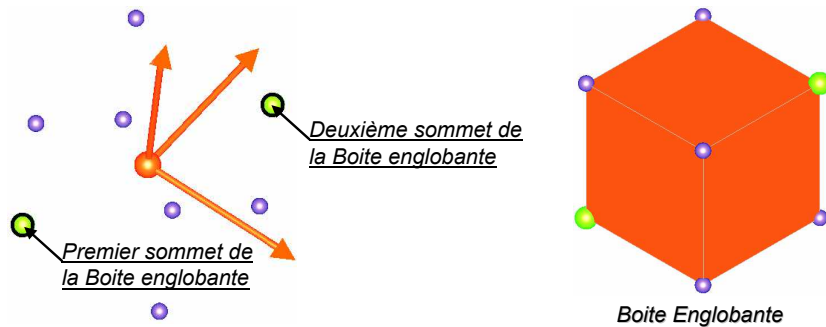 Deuxième sommet de
la Boite englobante
Premier sommet de
la Boite englobante
Boite Englobante